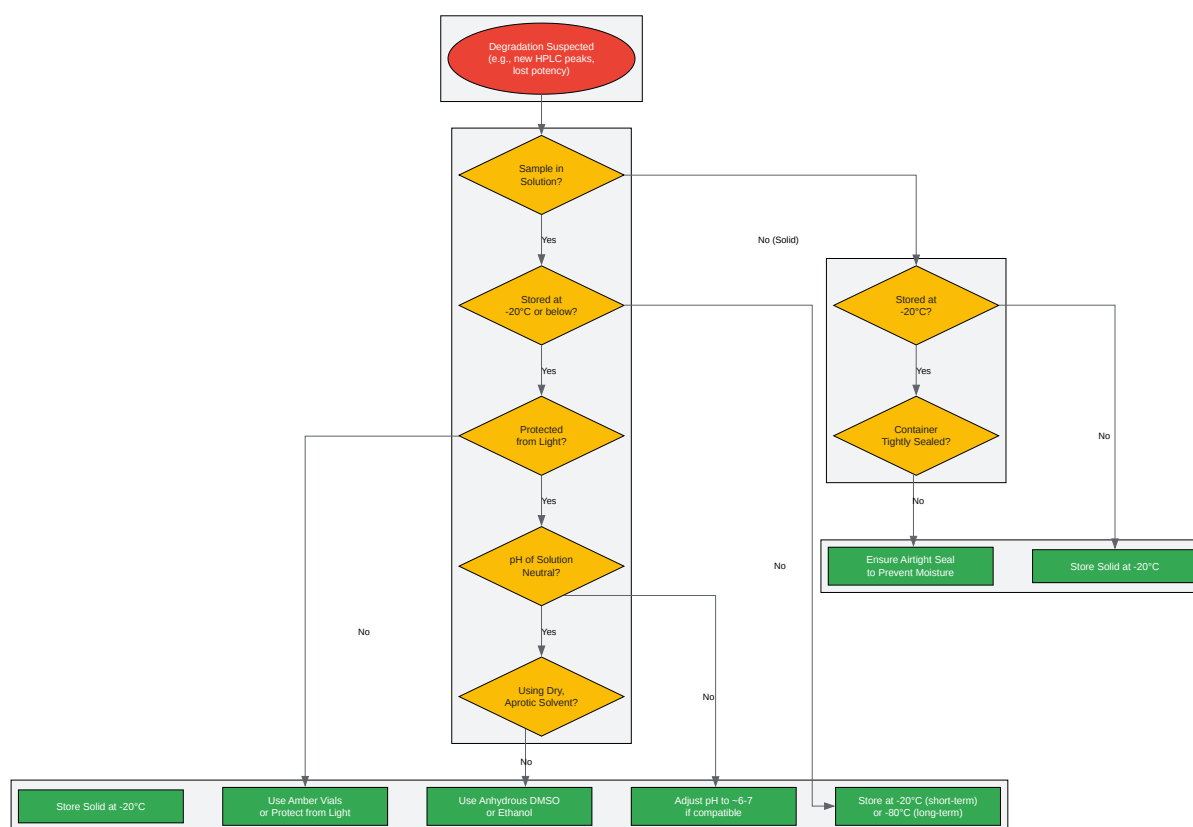 Degradation Suspected
(e.g., new HPLC peaks,
lost potency)
Sample in
Solution?
Yes
No (Solid)
Stored at
-20°C or below?
Stored at
-20°C?
Yes
Yes
Protected
from Light?
Container
Tightly Sealed?
No
Yes
No
pH of Solution
Neutral?
Ensure Airtight Seal
to Prevent Moisture
Store Solid at -20°C
No
No
Yes
Using Dry,
Aprotic Solvent?
No
No
Store Solid at -20°C
Use Amber Vials
or Protect from Light
Use Anhydrous DMSO
or Ethanol
Adjust pH to ~6-7
if compatible
Store at -20°C (short-term)
or -80°C (long-term)